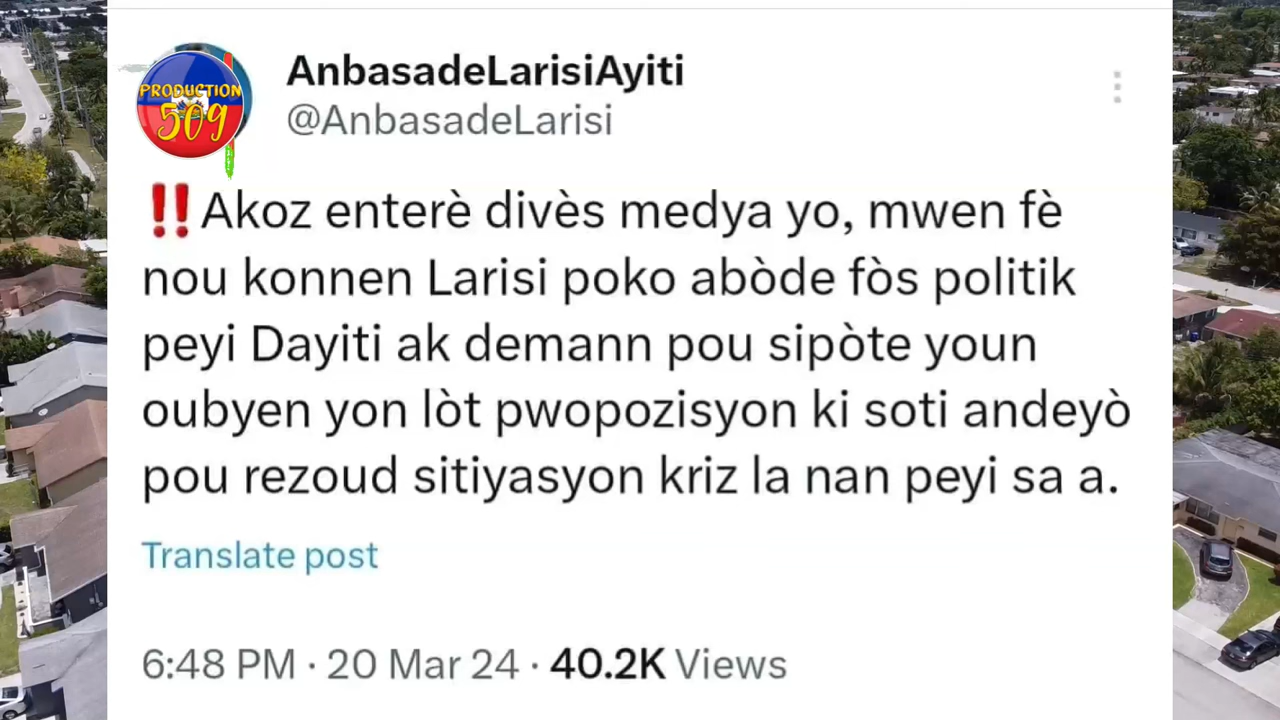 PRODUCTION
509
AnbasadeLarisiAyiti
@AnbasadeLarisi
‼️Akoz enterè divès medya yo, mwen fè
nou konnen Larisi poko abòde fòs politik
peyi Dayiti ak demann pou sipòte youn
oubyen yon lòt pwopozisyon ki soti andeyò
pou rezoud sitiyasyon kriz la nan peyi sa a.
Translate post
6:48 PM · 20 Mar 24 · 40.2K Views